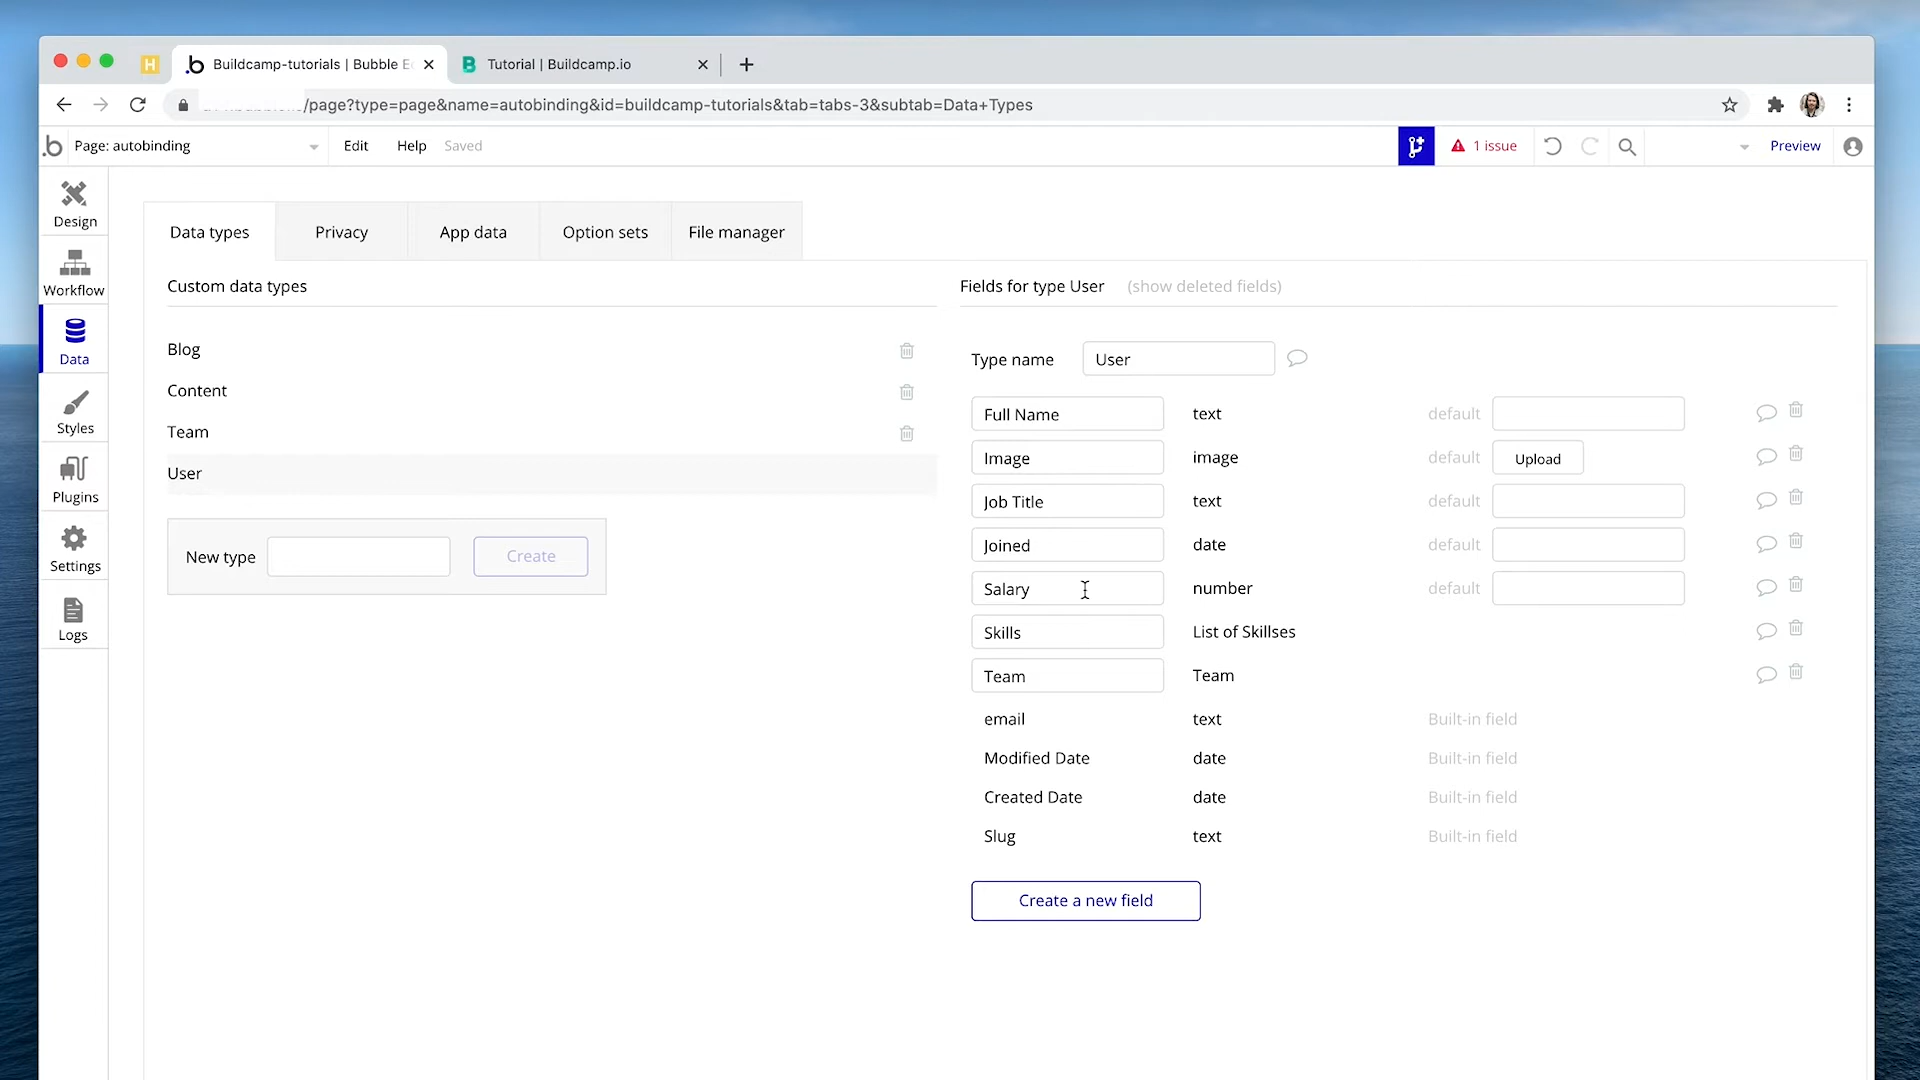 Buildcamp-tutorials | Bubble E
Tutorial | Buildcamp.io
/page?type=page&name=autobinding&id=buildcamp-tutorials&tab=tabs-3&subtab=Data+Types
Page: autobinding
Edit
Help
Saved
1 issue
Preview
Design
Workflow
Data
Styles
Plugins
Settings
Logs
Data types
Privacy
App data
Option sets
File manager
Custom data types
Blog
Content
Team
User
New type
Create
Fields for type User (show deleted fields)
Type name User
Full Name text default
Image image default Upload
Job Title text default
Joined date default
Salary number default
Skills List of Skillses
Team Team
email text Built-in field
Modified Date date Built-in field
Created Date date Built-in field
Slug text Built-in field
Create a new field